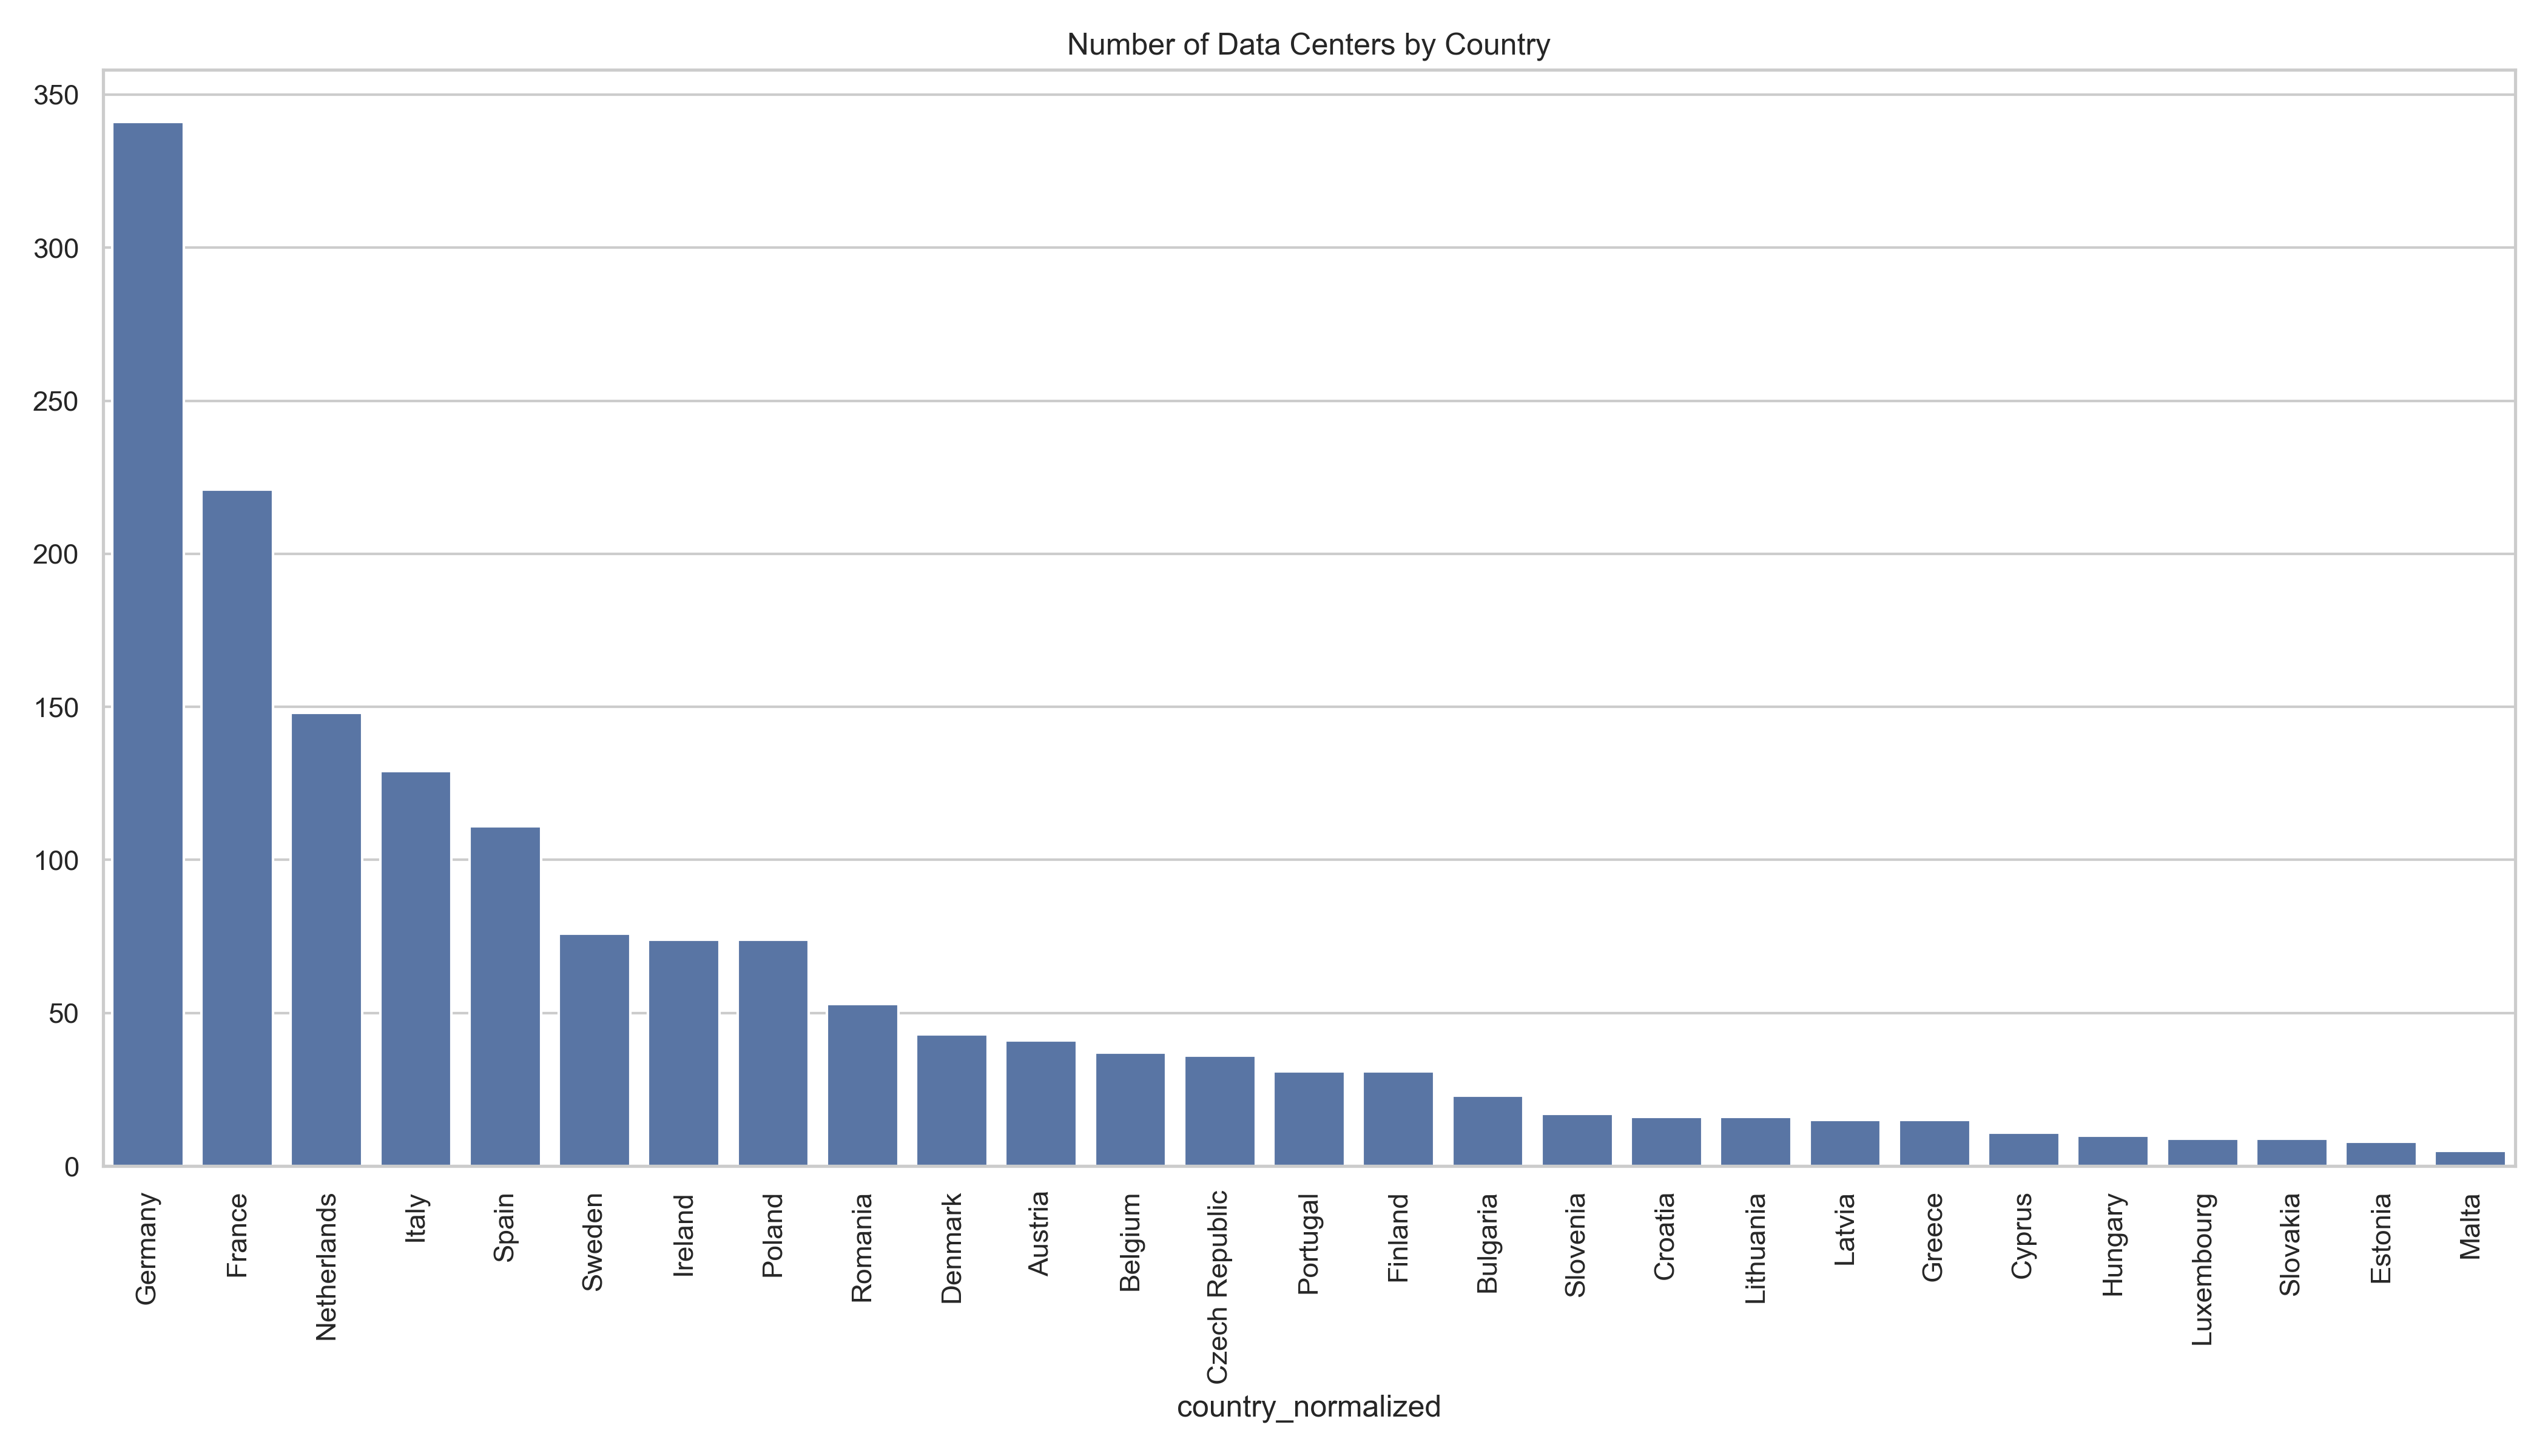 Number of Data Centers by Country
350
300
250
200
150
100
50
0
Germany
France
Netherlands
Italy
Spain
Sweden
Ireland
Poland
Romania
Denmark
Austria
Belgium
Czech Republic
Portugal
Finland
Bulgaria
Slovenia
Croatia
Lithuania
Latvia
Greece
Cyprus
Hungary
Luxembourg
Slovakia
Estonia
Malta
country_normalized